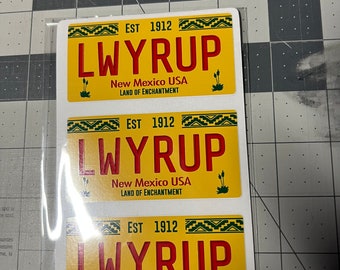 EST 1912
LWYRUP
New Mexico USA
LAND OF ENCHANTMENT
EST 1912
LWYRUP
New Mexico USA
LAND OF ENCHANTMENT
EST 1912
LWYRUP